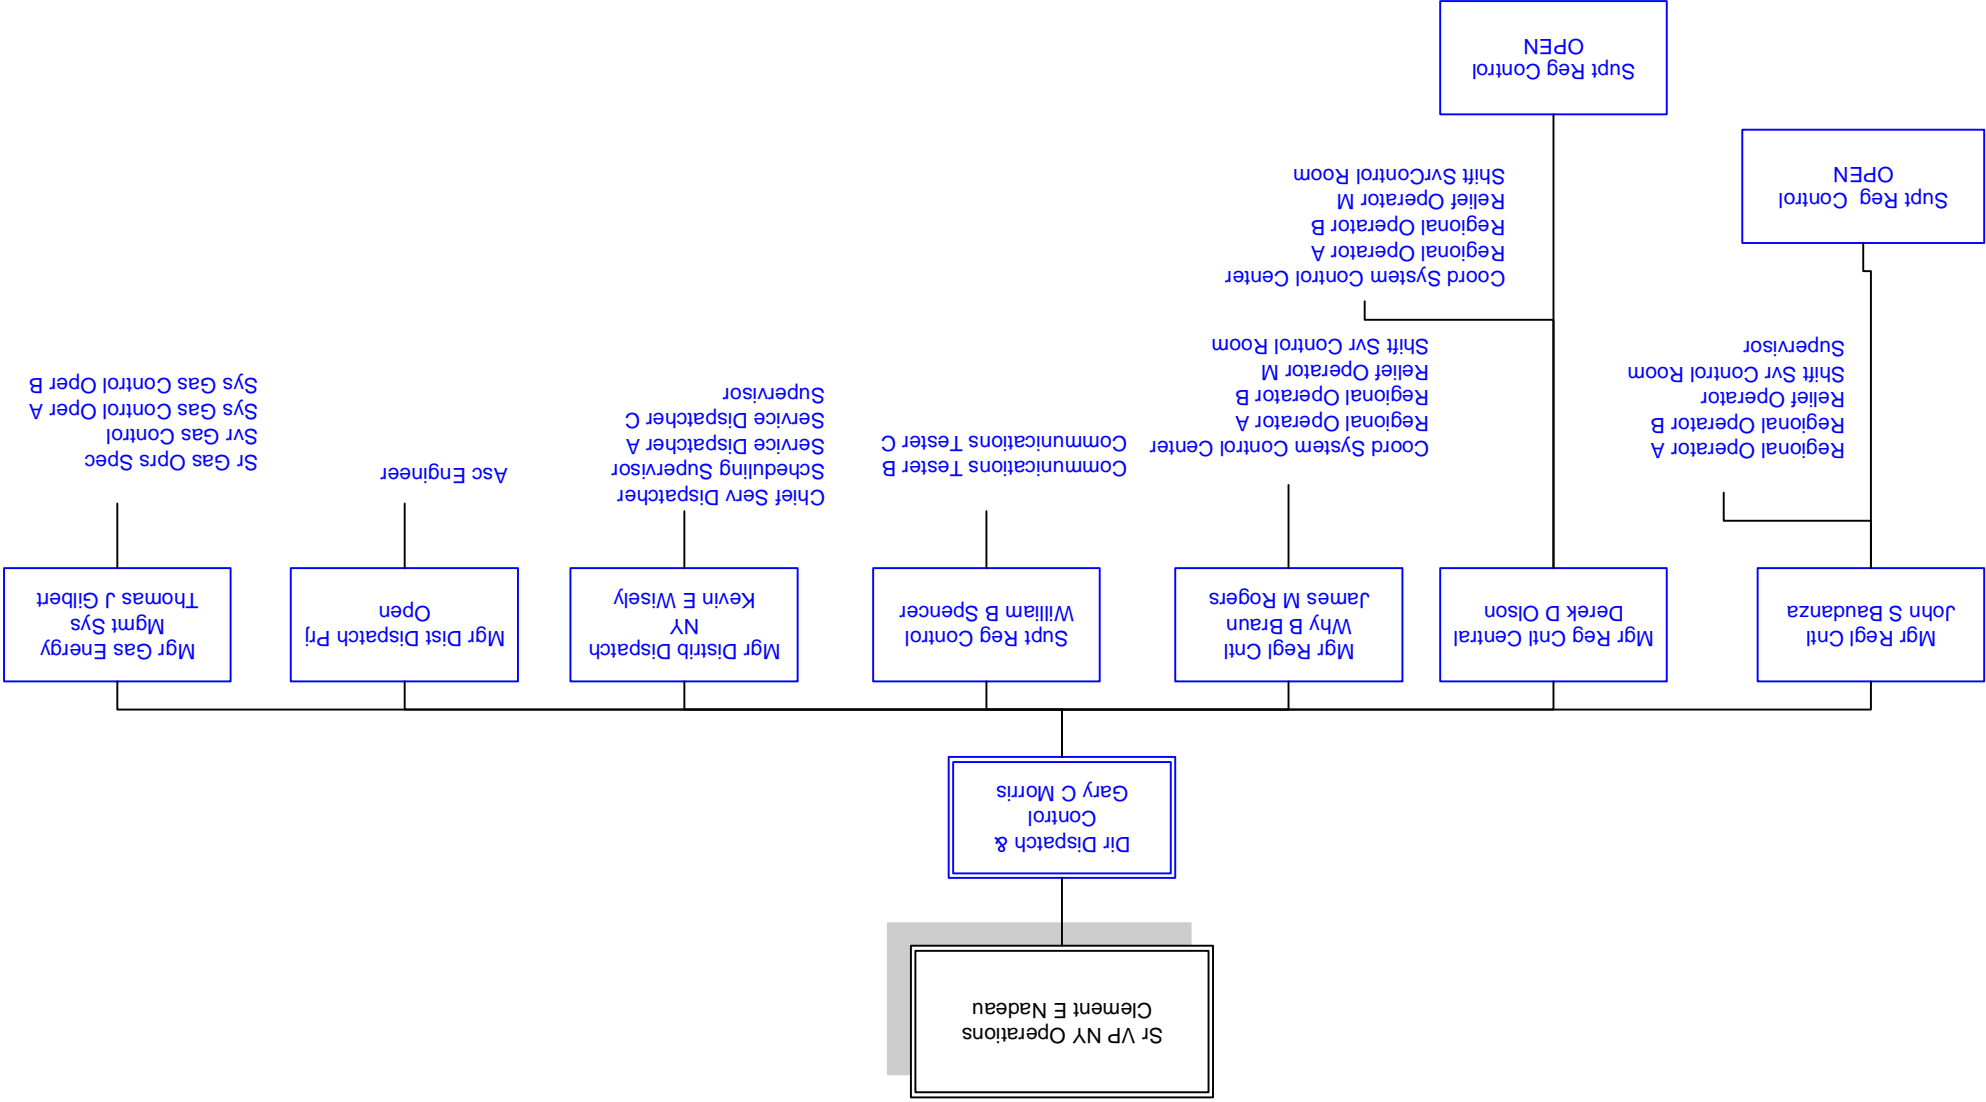 Sr VP NY Operations
Clement E Nadeau
Dir Dispatch &
Control
Gary C Morris
Mgr Regl Cntl
John S Baudanza
Mgr Reg Cntl Central
Derek D Olson
Mgr Regl Cntl
Why B Braun
James M Rogers
Supt Reg Control
William B Spencer
Mgr Distrib Dispatch
NY
Kevin E Wisely
Mgr Dist Dispatch Prj
Open
Mgr Gas Energy
Mgmt Sys
Thomas J Gilbert
Regional Operator A
Regional Operator B
Relief Operator
Shift Svr Control Room
Supervisor
Coord System Control Center
Regional Operator A
Regional Operator B
Relief Operator M
Shift Svr Control Room
Communications Tester B
Communications Tester C
Chief Serv Dispatcher
Scheduling Supervisor
Service Dispatcher A
Service Dispatcher C
Supervisor
Asc Engineer
Sr Gas Oprs Spec
Svr Gas Control
Sys Gas Control Oper A
Sys Gas Control Oper B
Coord System Control Center
Regional Operator A
Regional Operator B
Relief Operator M
Shift SvrControl Room
Supt Reg  Control
OPEN
Supt Reg Control
OPEN